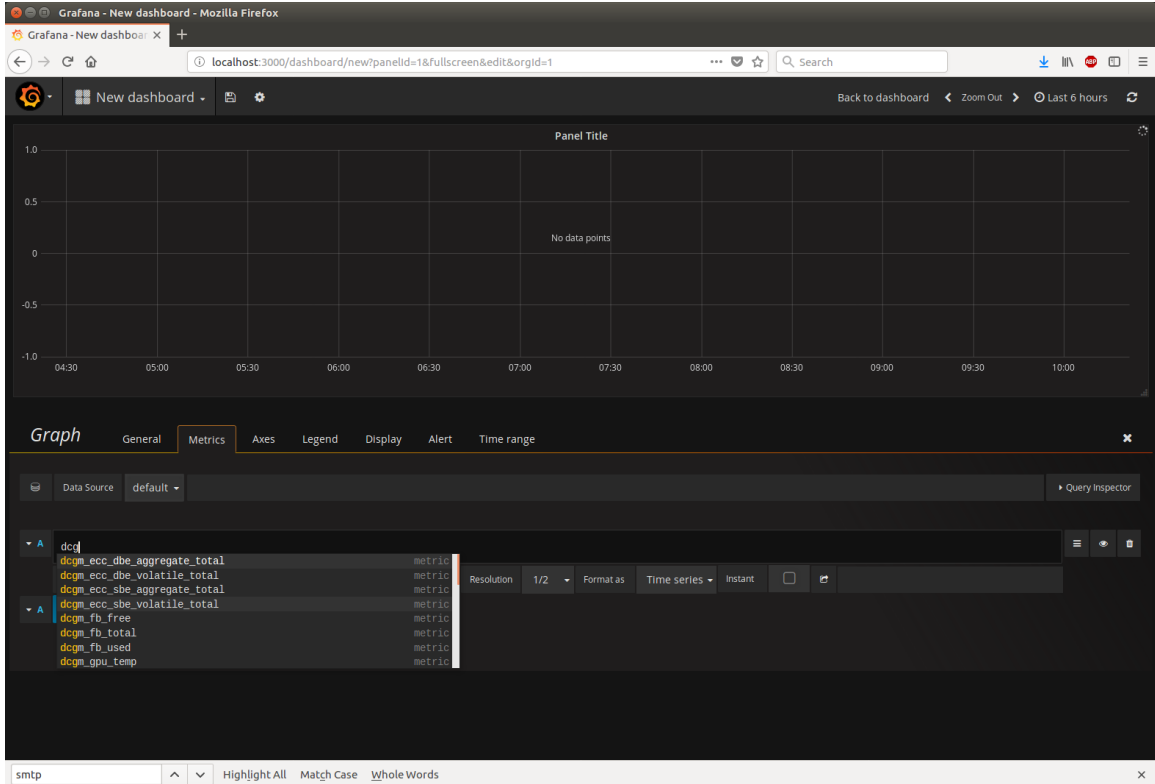 Grafana - New dashboard - Mozilla Firefox
Grafana - New dashboar
localhost:3000/dashboard/new?panelId=1&fullscreen&edit&orgId=1
Search
ABP
New dashboard
Back to dashboard
Zoom Out
Last 6 hours
Panel Title
1.0
0.5
No data points
0
-0.5
-1.0
04:30 05:00 05:30 06:00 06:30 07:00 07:30 08:00 08:30 09:00 09:30 10:00
Graph General Metrics Axes Legend Display Alert Time range
Data Source default Query Inspector
A dcg
dcgm_ecc_dbe_aggregate_total metric
dcgm_ecc_dbe_volatile_total metric
Resolution 1/2 Format as Time series Instant
dcgm_ecc_sbe_aggregate_total metric
A dcgm_ecc_sbe_volatile_total metric
dcgm_fb_free metric
dcgm_fb_total metric
dcgm_fb_used metric
dcgm_gpu_temp metric
smtp Highlight All Match Case Whole Words